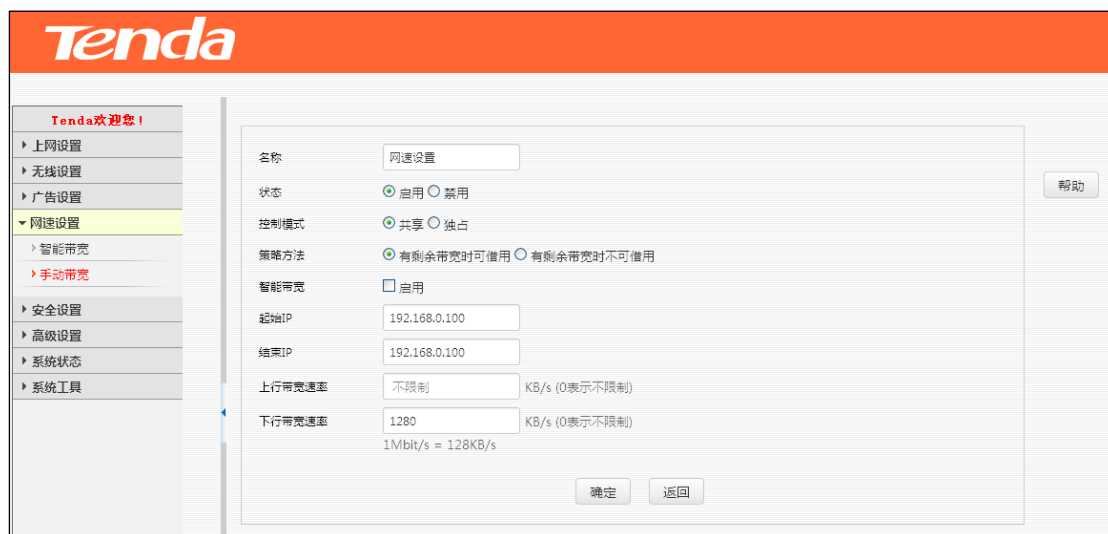 Tenda
Tenda欢迎您!
上网设置
无线设置
广告设置
网速设置
智能带宽
手动带宽
安全设置
高级设置
系统状态
系统工具
名称 网速设置
状态 启用 禁用
控制模式 共享 独占
策略方法 有剩余带宽时可借用 有剩余带宽时不可借用
智能带宽 启用
起始IP 192.168.0.100
结束IP 192.168.0.100
上行带宽速率 不限制 KB/s (0表示不限制)
下行带宽速率 1280 KB/s (0表示不限制)
1Mbit/s = 128KB/s
确定 返回
帮助